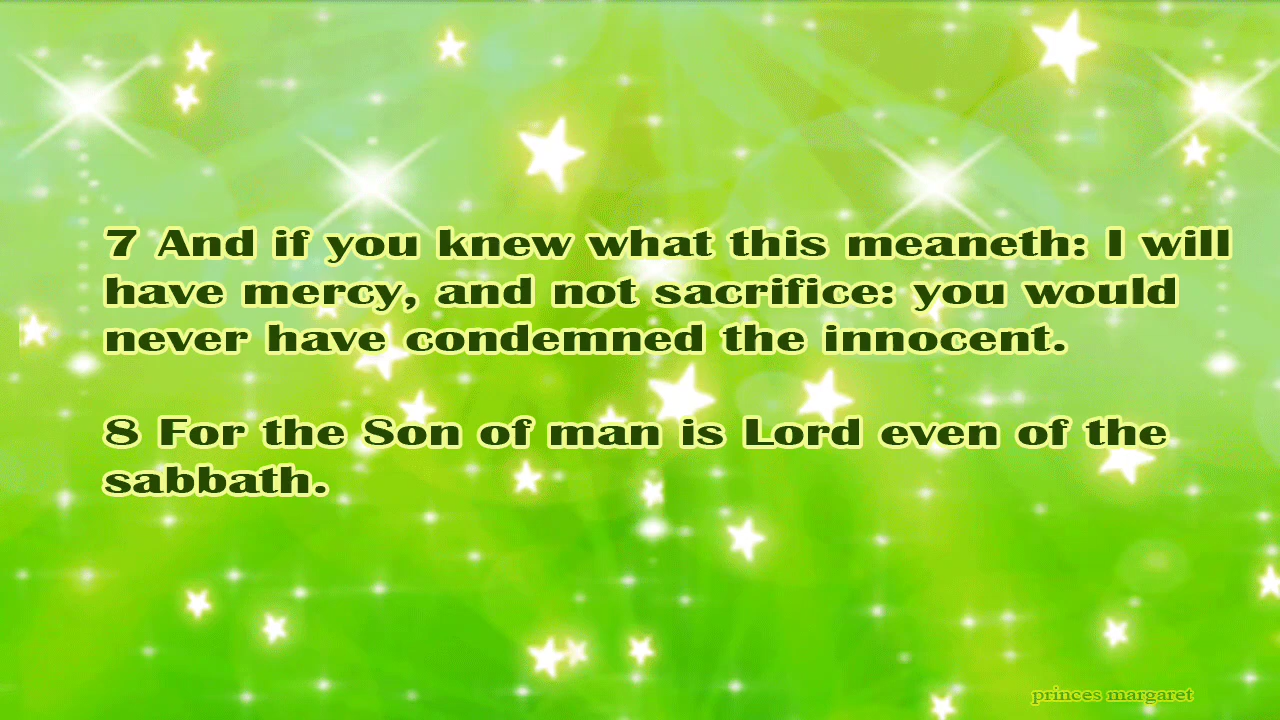 7 And if you knew what this meaneth: I will
have mercy, and not sacrifice: you would
never have condemned the innocent.
8 For the Son of man is Lord even of the
sabbath.
princes margaret